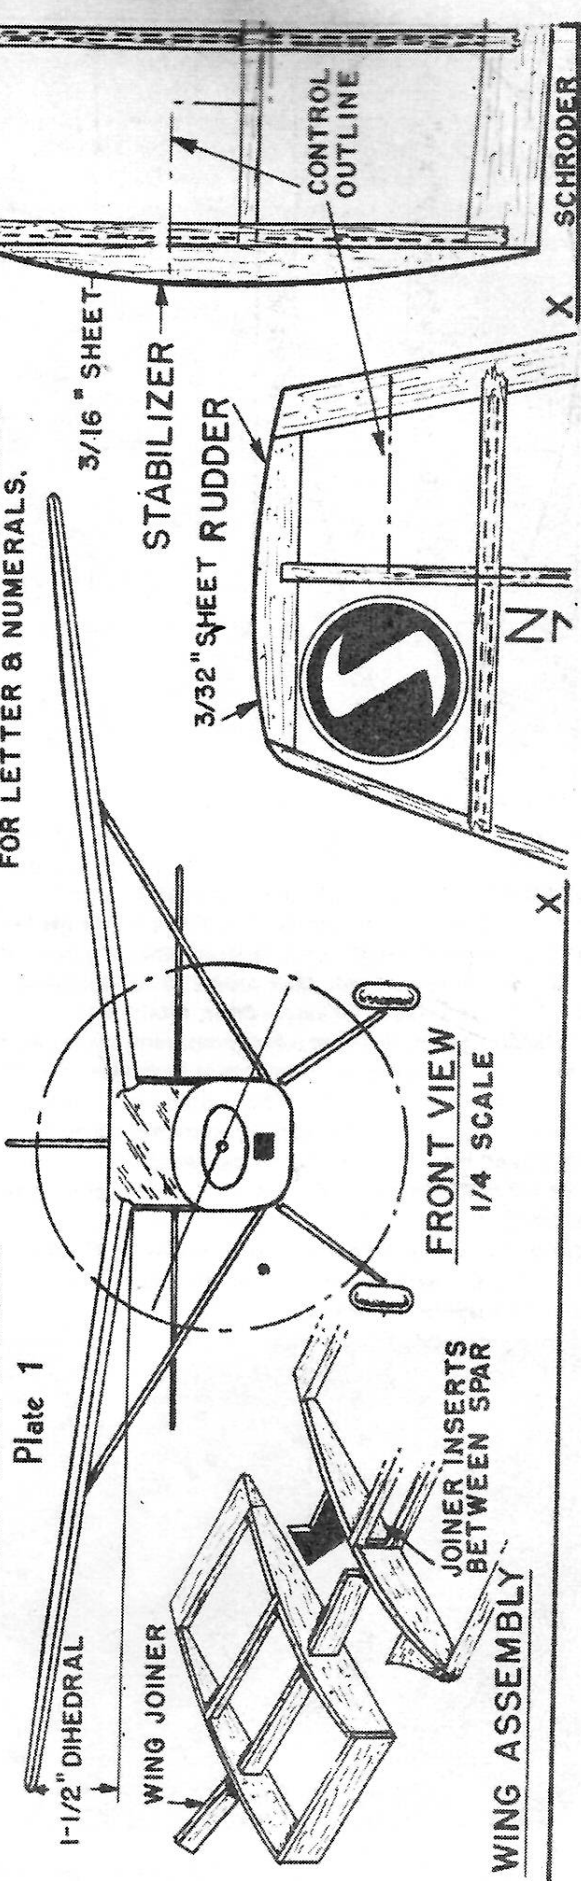 Plate 1
1-1/2" DIHEDRAL
WING JOINER
JOINER INSERTS
BETWEEN SPAR
WING ASSEMBLY
FRONT VIEW
1/4 SCALE
FOR LETTER & NUMERALS.
3/16" SHEET
STABILIZER
3/32" SHEET RUDDER
CONTROL
OUTLINE
N
7
X
X
SCHRODER